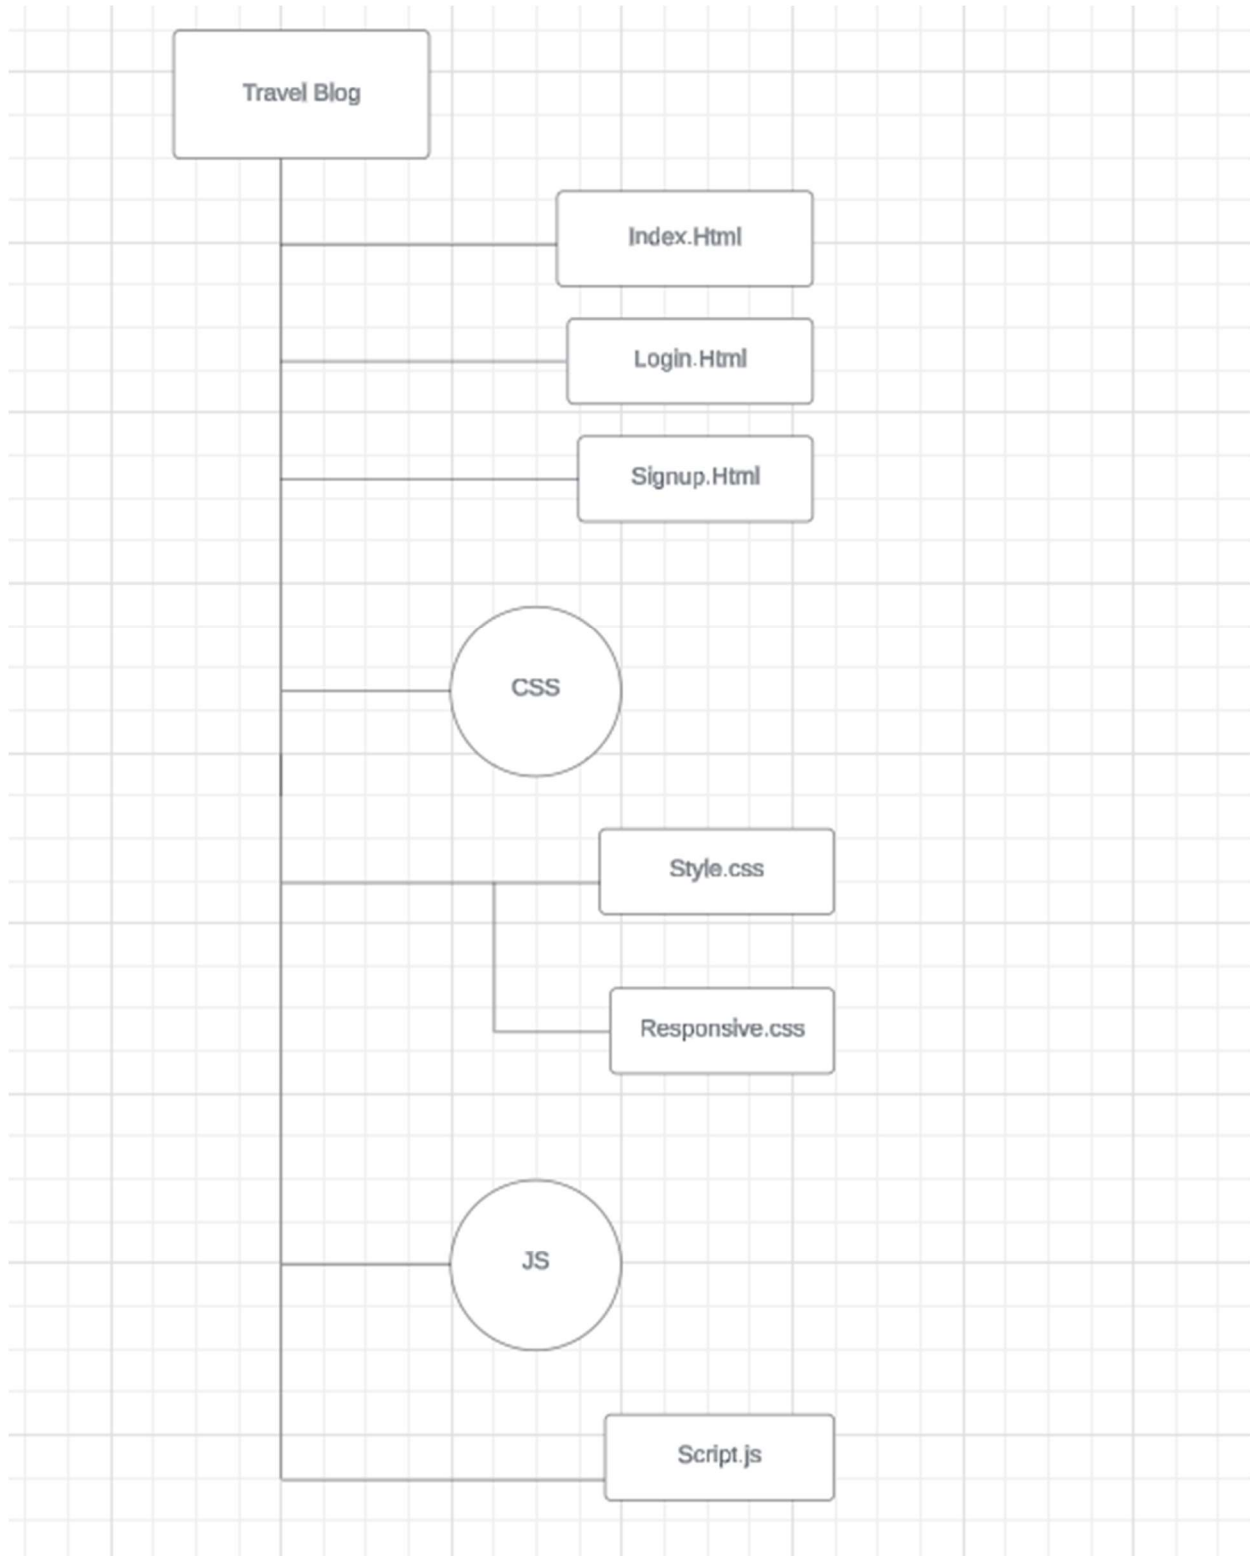 Travel Blog
Index.Html
Login.Html
Signup.Html
CSS
Style.css
Responsive.css
JS
Script.js